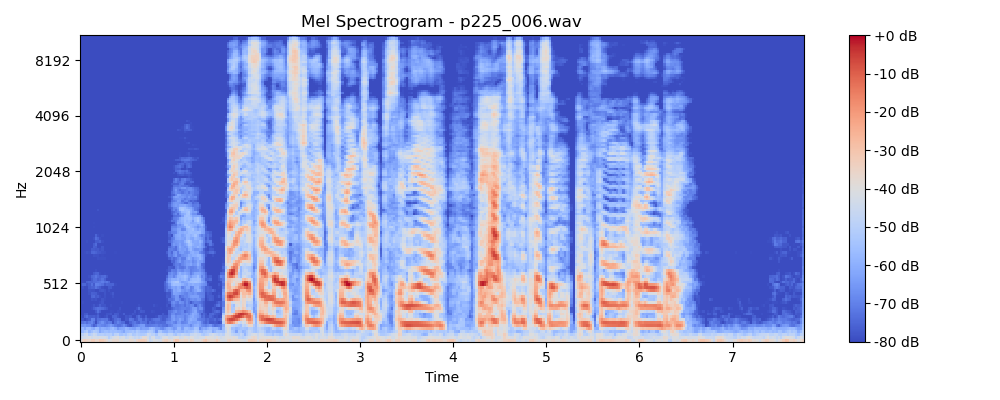 Mel Spectrogram - p225_006.wav
Hz
8192
4096
2048
1024
512
0
0 1 2 3 4 5 6 7
Time
+0 dB
-10 dB
-20 dB
-30 dB
-40 dB
-50 dB
-60 dB
-70 dB
-80 dB